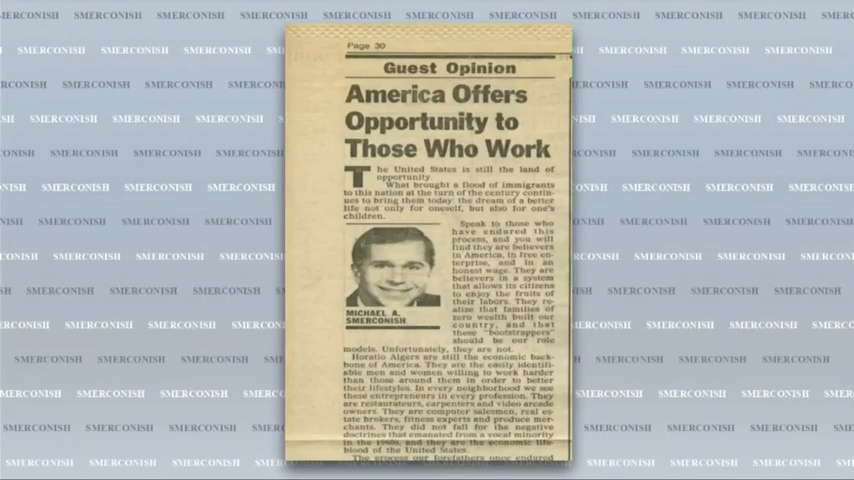 Page 30
Guest Opinion
America Offers
Opportunity to
Those Who Work
The United States is still the land of
opportunity.
What brought a flood of immigrants
to this nation at the turn of the century contin-
ues to bring them today: the dream of a better
life not only for oneself, but also for one's
children.
Speak to those who
have endured this
process, and you will
find they are believers
in America, in free en-
terprise, and in an
honest wage. They are
believers in a system
that allows its citizens
to enjoy the fruits of
their labors. They re-
alize that families of
zero wealth built our
country, and that
these "bootstrappers"
should be our role
MICHAEL A.
SMERCONISH
models. Unfortunately, they are not.
Horatio Algers are still the economic back-
bone of America. They are the easily identifi-
able men and women willing to work harder
than those around them in order to better
their lifestyles. In every neighborhood we see
these entrepreneurs in every profession. They
are restaurateurs, carpenters and video arcade
owners. They are computer salesmen, real es-
tate brokers, fitness experts and produce mer-
chants. They did not fall for the negative
doctrines that emanated from a vocal minority
in the 1960s, and they are the economic life-
blood of the United States.
The process our forefathers once endured
SMERCONISH SMERCONISH SMERCONISH SMERCONISH